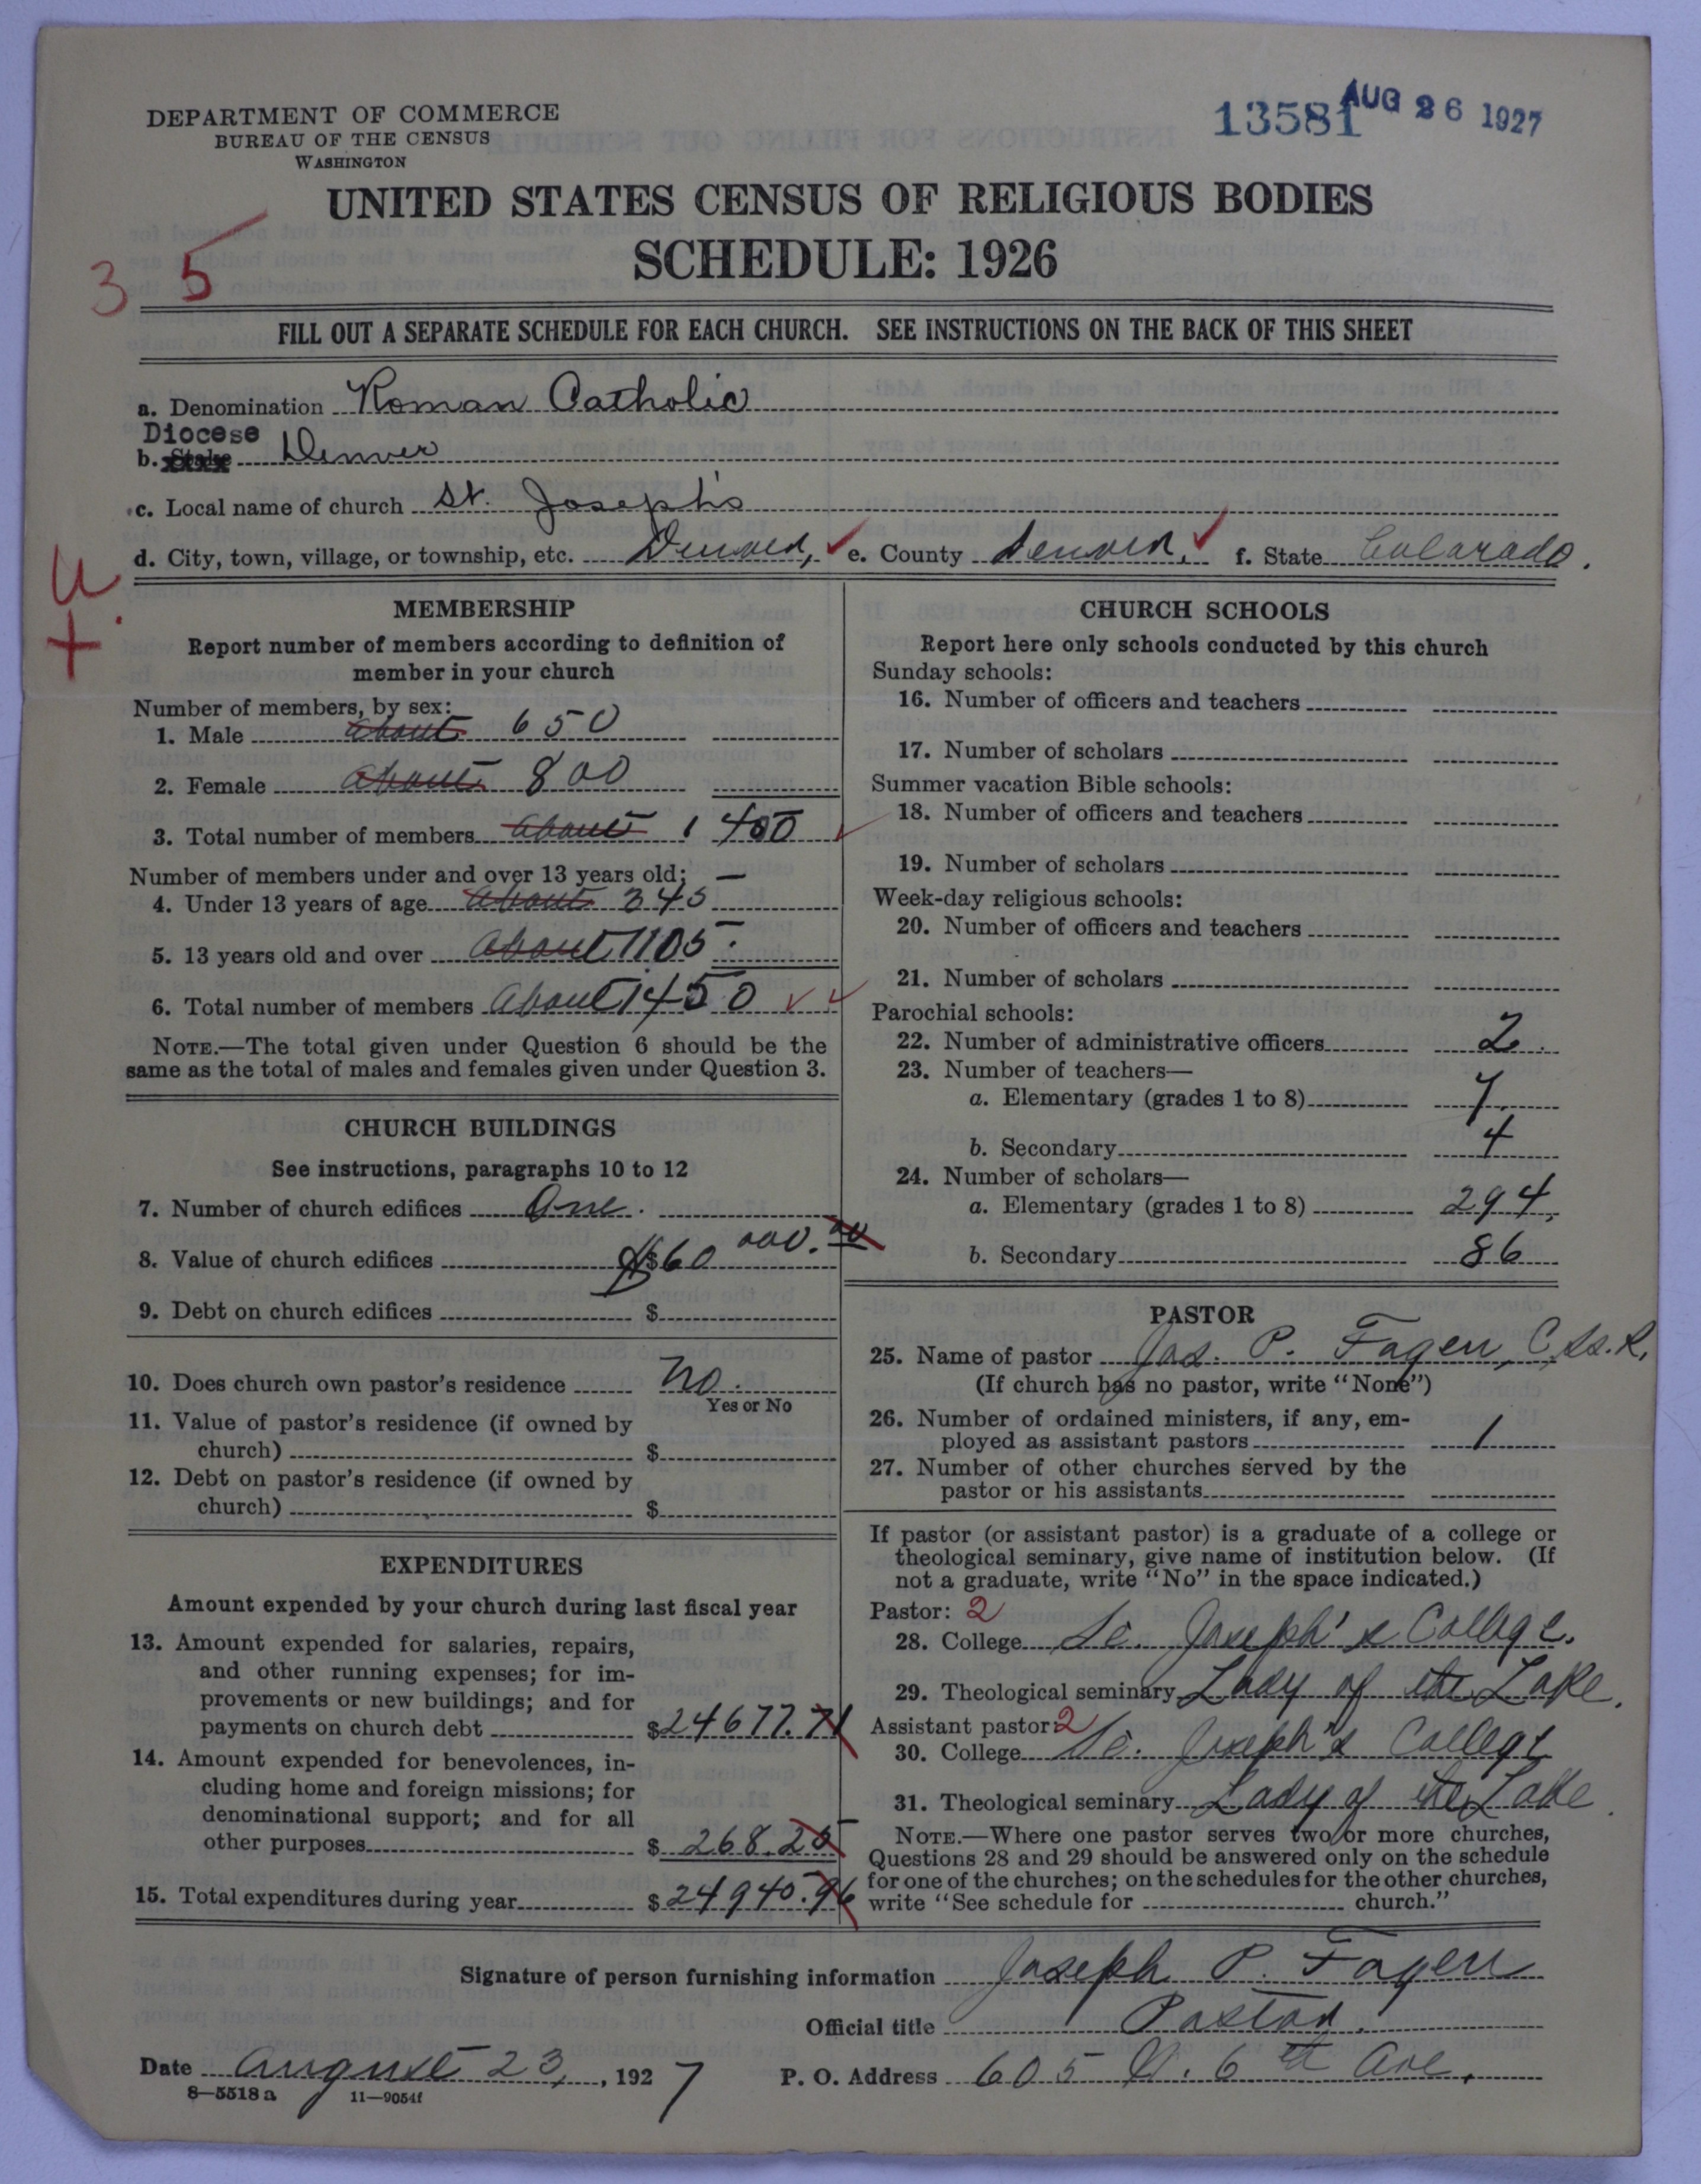 DEPARTMENT OF COMMERCE
BUREAU OF THE CENSUS
WASHINGTON
13581 AUG 26 1927
UNITED STATES CENSUS OF RELIGIOUS BODIES
SCHEDULE: 1926
3 5
FILL OUT A SEPARATE SCHEDULE FOR EACH CHURCH. SEE INSTRUCTIONS ON THE BACK OF THIS SHEET
a. Denomination Roman Catholic
Diocese
b. State Denver
c. Local name of church St. Joseph's
d. City, town, village, or township, etc. Denver, e. County Denver, f. State Colorado.
MEMBERSHIP
Report number of members according to definition of
member in your church
Number of members, by sex:
1. Male about 650
2. Female about 800
3. Total number of members about 1450
Number of members under and over 13 years old:
4. Under 13 years of age about 345
5. 13 years old and over about 1105
6. Total number of members about 1450
NOTE.—The total given under Question 6 should be the
same as the total of males and females given under Question 3.
CHURCH BUILDINGS
See instructions, paragraphs 10 to 12
7. Number of church edifices One.
8. Value of church edifices $60 000.00
9. Debt on church edifices $
10. Does church own pastor's residence No.
Yes or No
11. Value of pastor's residence (if owned by
church) $
12. Debt on pastor's residence (if owned by
church) $
EXPENDITURES
Amount expended by your church during last fiscal year
13. Amount expended for salaries, repairs,
and other running expenses; for im-
provements or new buildings; and for
payments on church debt $24677.71
14. Amount expended for benevolences, in-
cluding home and foreign missions; for
denominational support; and for all
other purposes $268.25
15. Total expenditures during year $24940.96
CHURCH SCHOOLS
Report here only schools conducted by this church
Sunday schools:
16. Number of officers and teachers
17. Number of scholars
Summer vacation Bible schools:
18. Number of officers and teachers
19. Number of scholars
Week-day religious schools:
20. Number of officers and teachers
21. Number of scholars
Parochial schools:
22. Number of administrative officers 2.
23. Number of teachers—
a. Elementary (grades 1 to 8) 7
b. Secondary 4
24. Number of scholars—
a. Elementary (grades 1 to 8) 294,
b. Secondary 86
PASTOR
25. Name of pastor Jos. P. Fagen, C.Ss.R.
(If church has no pastor, write "None")
26. Number of ordained ministers, if any, em-
ployed as assistant pastors 1
27. Number of other churches served by the
pastor or his assistants
If pastor (or assistant pastor) is a graduate of a college or
theological seminary, give name of institution below. (If
not a graduate, write "No" in the space indicated.)
Pastor: 2
28. College St. Joseph's College.
29. Theological seminary Lady of the Lake.
Assistant pastor: 2
30. College St. Joseph's College
31. Theological seminary Lady of the Lake.
NOTE.—Where one pastor serves two or more churches,
Questions 28 and 29 should be answered only on the schedule
for one of the churches; on the schedules for the other churches,
write "See schedule for church."
Signature of person furnishing information Joseph P. Fagen
Official title Pastor.
Date August 23, 1927 P. O. Address 605 W. 6th Ave.
8—5518 a 11—9054f